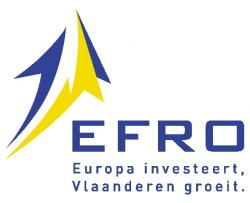 EFRO
Europa investeert,
Vlaanderen groeit.